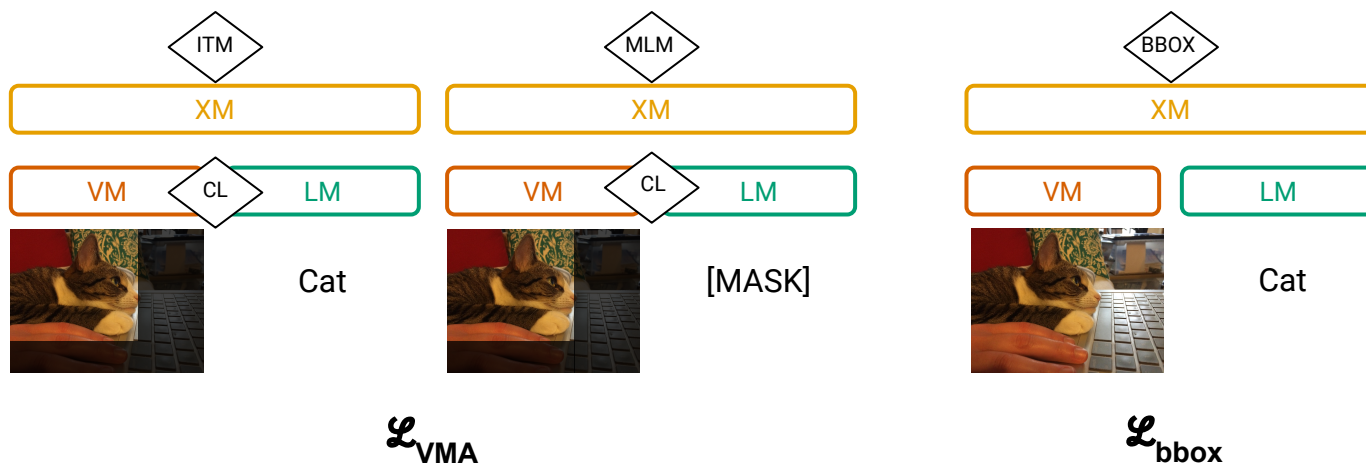 ITM MLM BBOX
XM XM XM
VM CL LM VM CL LM VM LM
Cat [MASK] Cat
ℒVMA ℒbbox